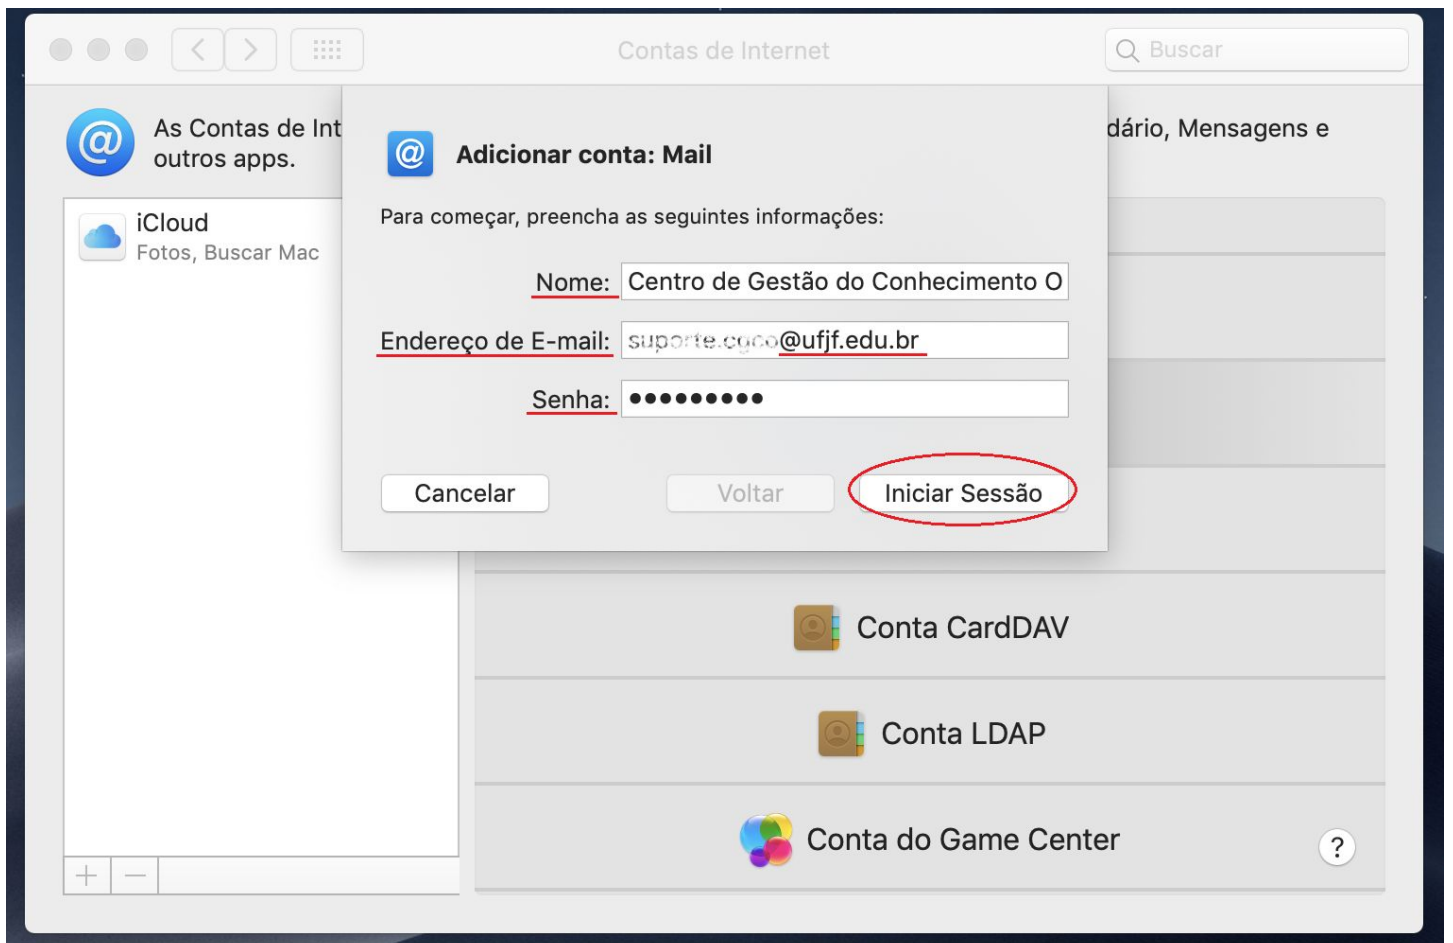 Contas de Internet
Buscar
As Contas de Int
dário, Mensagens e
outros apps.
Adicionar conta: Mail
Para começar, preencha as seguintes informações:
iCloud
Fotos, Buscar Mac
Nome: Centro de Gestão do Conhecimento O
Endereço de E-mail: @ufjf.edu.br
Senha: •••••••••
Cancelar
Voltar
Iniciar Sessão
Conta CardDAV
Conta LDAP
Conta do Game Center
?